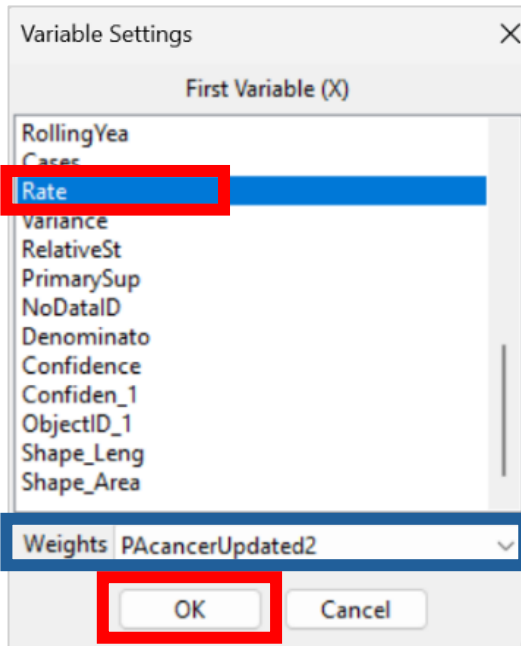 Variable Settings
First Variable (X)
RollingYea
Cases
Rate
Variance
RelativeSt
PrimarySup
NoDataID
Denominato
Confidence
Confiden_1
ObjectID_1
Shape_Leng
Shape_Area
Weights PAcancerUpdated2
OK Cancel